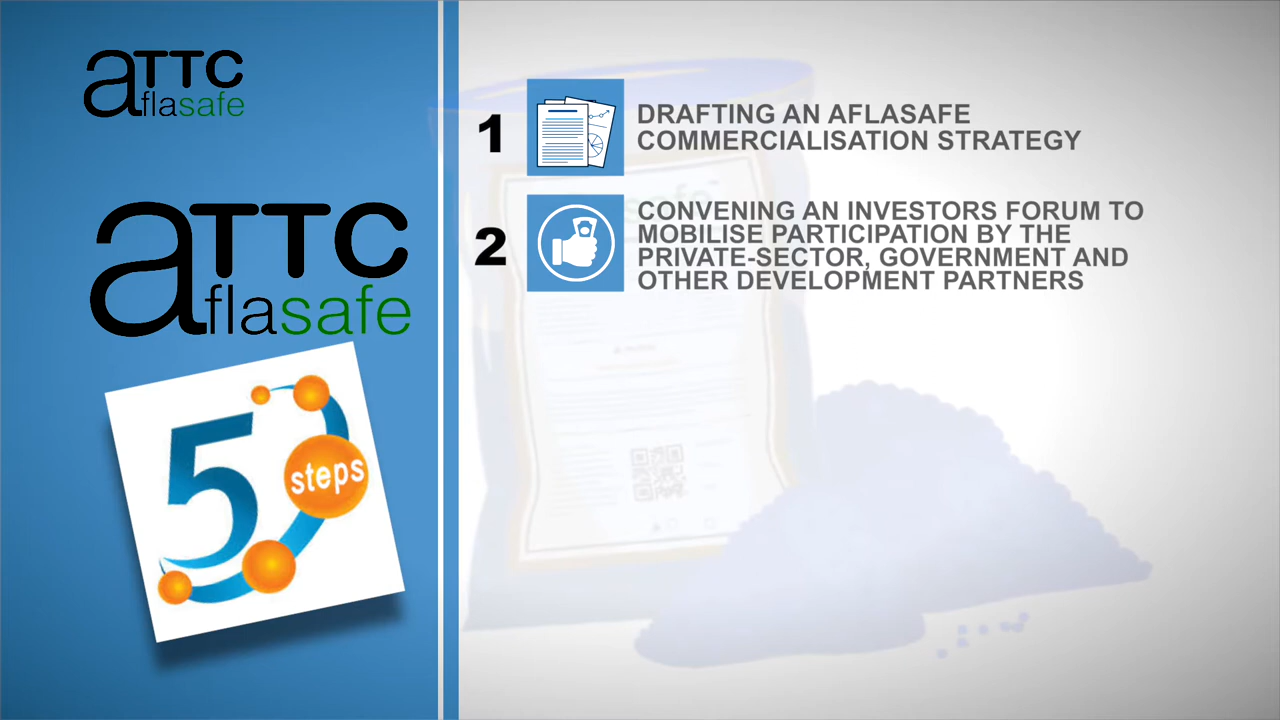 aTTC
aflasafe
aTTC
aflasafe
5
steps
1
DRAFTING AN AFLASAFE
COMMERCIALISATION STRATEGY
2
CONVENING AN INVESTORS FORUM TO
MOBILISE PARTICIPATION BY THE
PRIVATE-SECTOR, GOVERNMENT AND
OTHER DEVELOPMENT PARTNERS